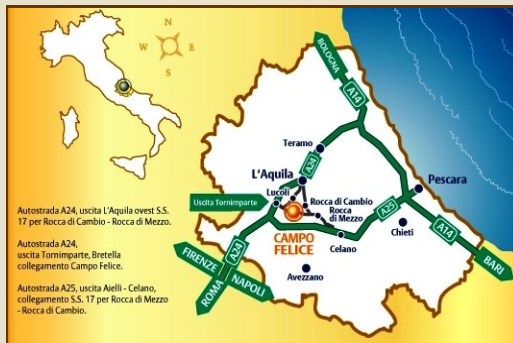 N
W
E
S
BOLOGNA
A14
Teramo
A24
L'Aquila
Lucoli
Pescara
Uscita Tornimparte
Rocca di Cambio
Rocca
di Mezzo
A25
CAMPO
FELICE
Celano
Chieti
A14
A24
Avezzano
BARI
FIRENZE
ROMA
NAPOLI
Autostrada A24, uscita L'Aquila ovest S.S.
17 per Rocca di Cambio - Rocca di Mezzo.
Autostrada A24,
uscita Tornimparte, Bretella
collegamento Campo Felice.
Autostrada A25, uscita Aielli - Celano,
collegamento S.S. 17 per Rocca di Mezzo
- Rocca di Cambio.